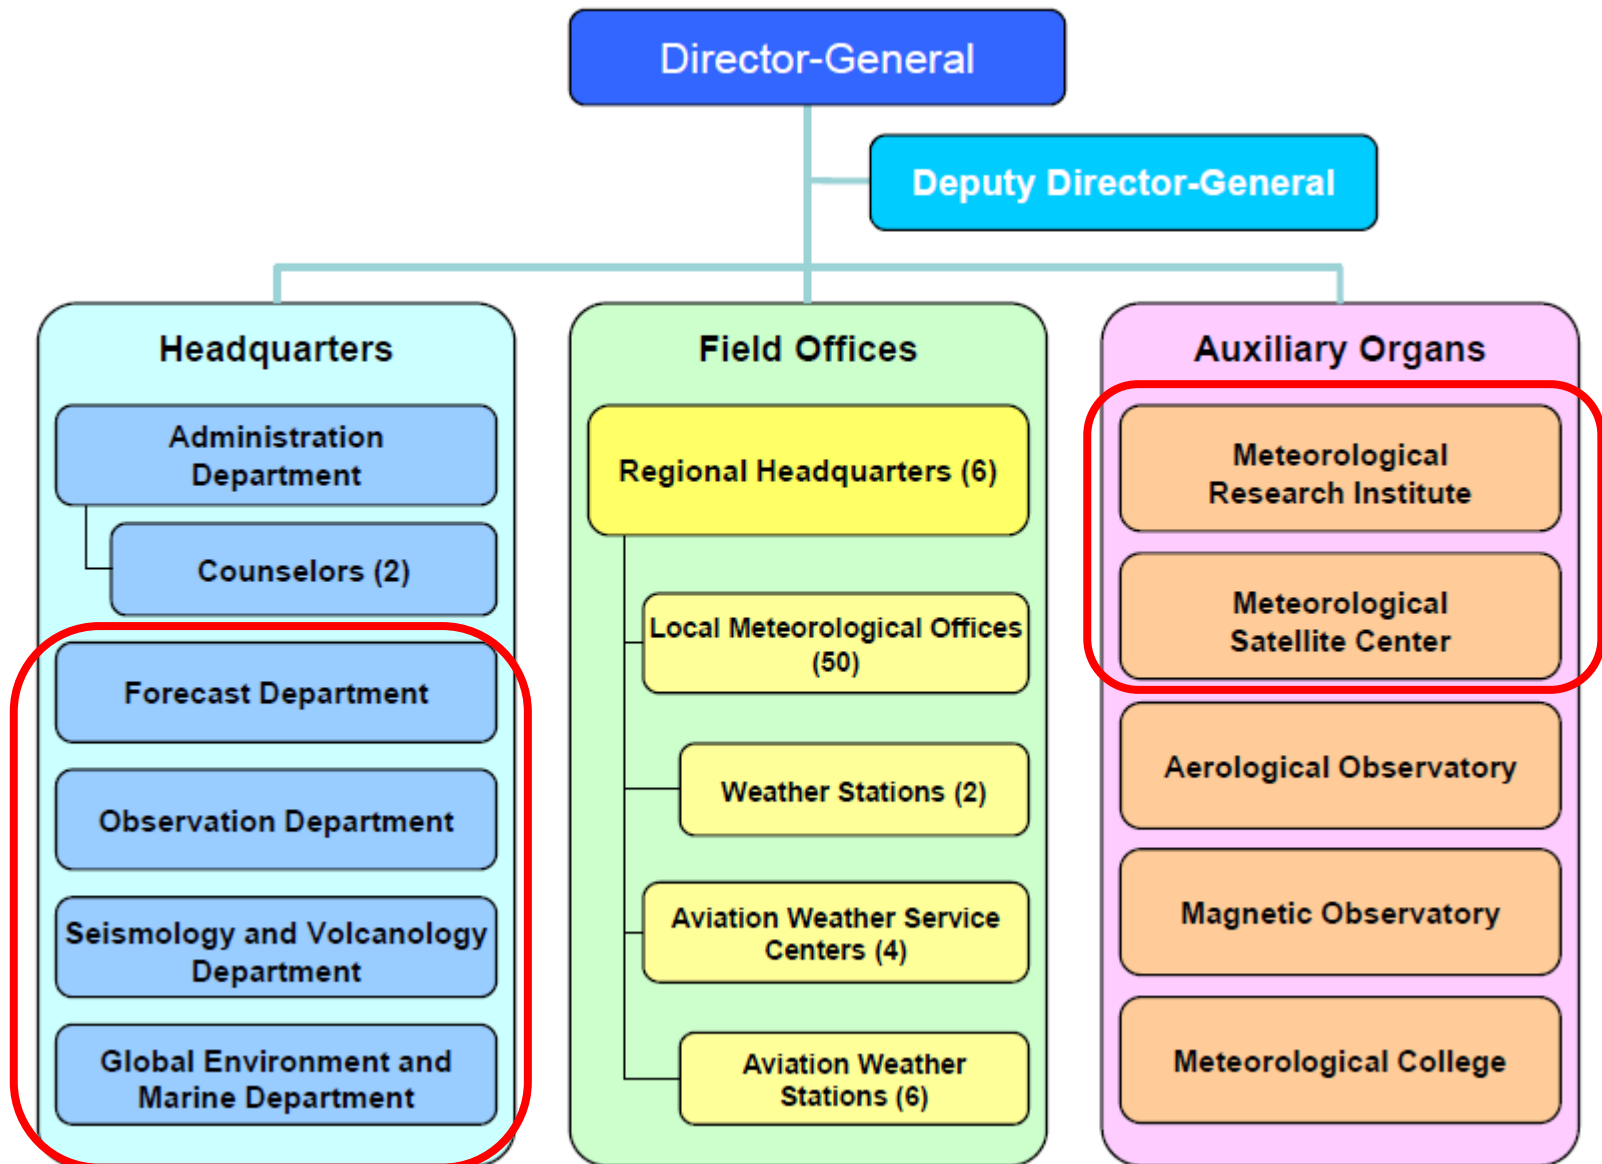 Director-General
Deputy Director-General
Headquarters
Administration
Department
Counselors (2)
Forecast Department
Observation Department
Seismology and Volcanology
Department
Global Environment and
Marine Department
Field Offices
Regional Headquarters (6)
Local Meteorological Offices
(50)
Weather Stations (2)
Aviation Weather Service
Centers (4)
Aviation Weather
Stations (6)
Auxiliary Organs
Meteorological
Research Institute
Meteorological
Satellite Center
Aerological Observatory
Magnetic Observatory
Meteorological College